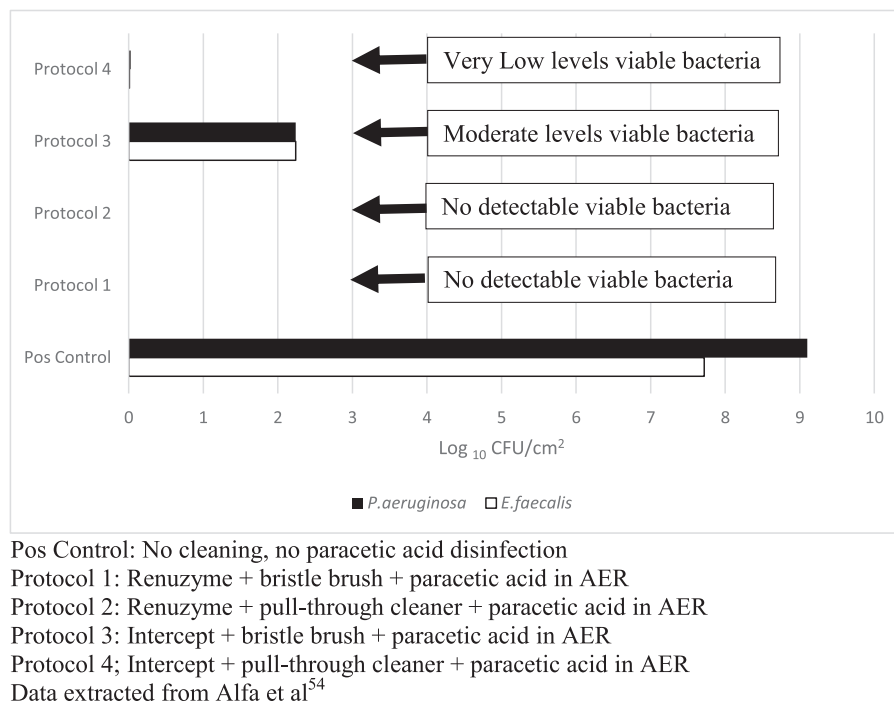 Protocol 4
Very Low levels viable bacteria
Protocol 3
Moderate levels viable bacteria
Protocol 2
No detectable viable bacteria
Protocol 1
No detectable viable bacteria
Pos Control
0 1 2 3 4 5 6 7 8 9 10
Log 10 CFU/cm2
P.aeruginosa E.faecalis
Pos Control: No cleaning, no paracetic acid disinfection
Protocol 1: Renuzyme + bristle brush + paracetic acid in AER
Protocol 2: Renuzyme + pull-through cleaner + paracetic acid in AER
Protocol 3: Intercept + bristle brush + paracetic acid in AER
Protocol 4; Intercept + pull-through cleaner + paracetic acid in AER
Data extracted from Alfa et al54